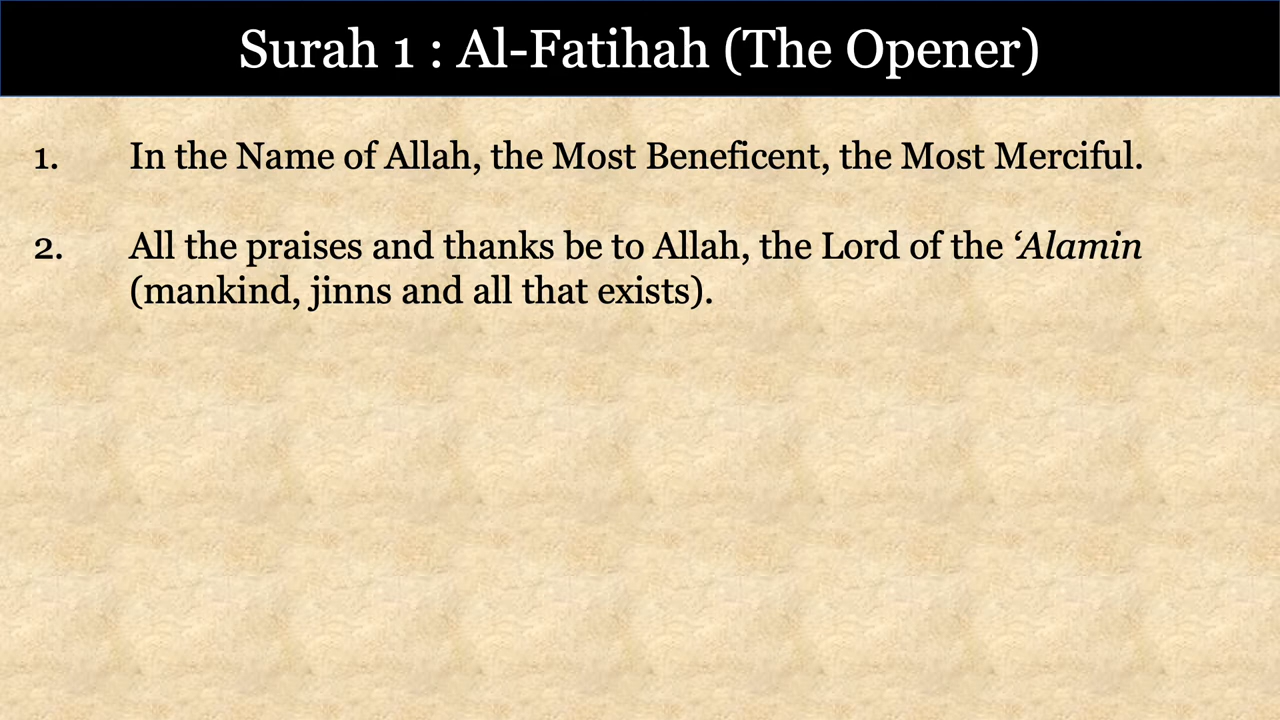 Surah 1 : Al-Fatihah (The Opener)
1. In the Name of Allah, the Most Beneficent, the Most Merciful.
2. All the praises and thanks be to Allah, the Lord of the ‘Alamin
(mankind, jinns and all that exists).